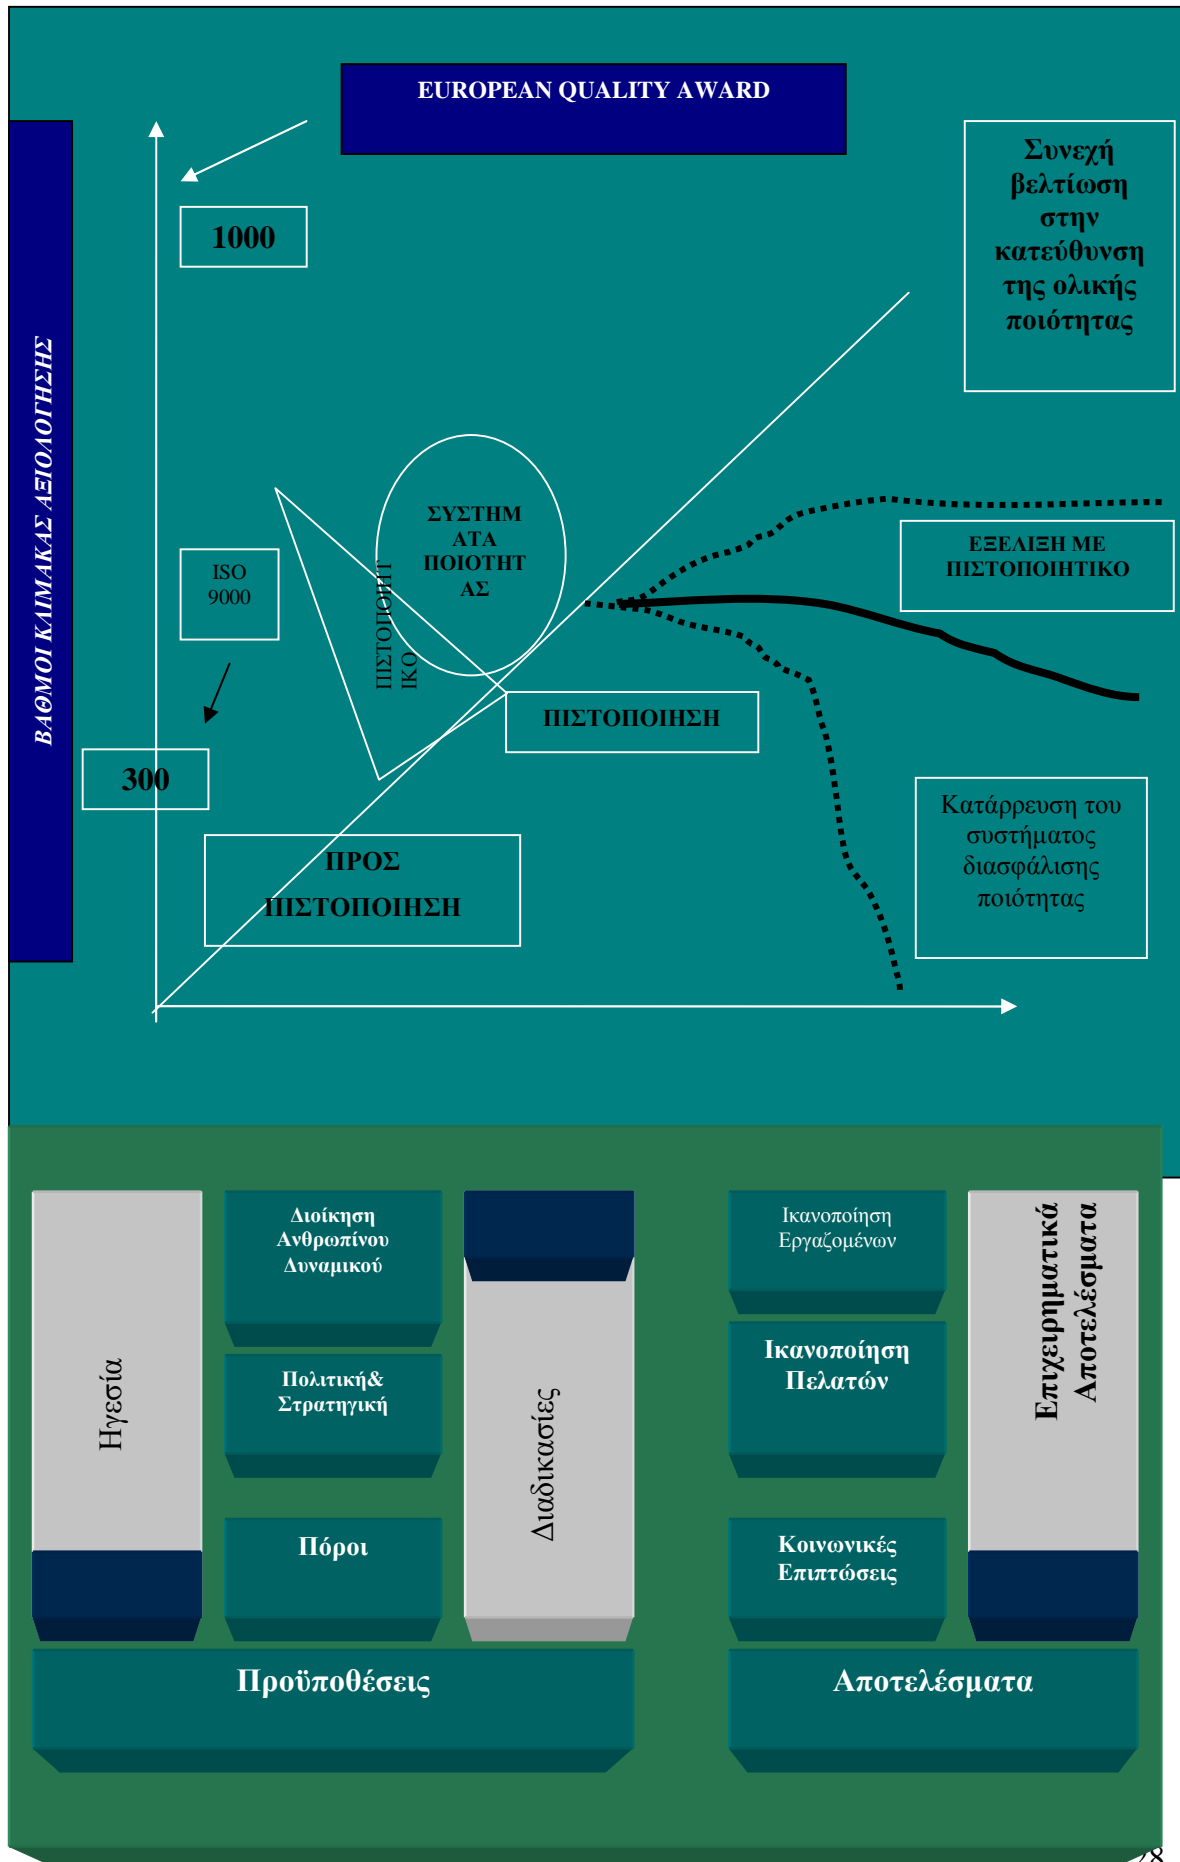 EUROPEAN QUALITY AWARD
ΒΑΘΜΟΙ ΚΛΙΜΑΚΑΣ ΑΞΙΟΛΟΓΗΣΗΣ
1000
Συνεχή
βελτίωση
στην
κατεύθυνση
της ολικής
ποιότητας
ΣΥΣΤΗΜ
ΑΤΑ
ΠΟΙΟΤΗΤ
ΑΣ
ISO
9000
ΠΙΣΤΟΠΟΙΗΤ
ΙΚΟ
ΕΞΕΛΙΞΗ ΜΕ
ΠΙΣΤΟΠΟΙΗΤΙΚΟ
ΠΙΣΤΟΠΟΙΗΣΗ
300
Κατάρρευση του
συστήματος
διασφάλισης
ποιότητας
ΠΡΟΣ
ΠΙΣΤΟΠΟΙΗΣΗ
Ηγεσία
Διοίκηση
Ανθρωπίνου
Δυναμικού
Πολιτική&
Στρατηγική
Πόροι
Διαδικασίες
Ικανοποίηση
Εργαζομένων
Ικανοποίηση
Πελατών
Κοινωνικές
Επιπτώσεις
Επιχειρηματικά
Αποτελέσματα
Προϋποθέσεις
Αποτελέσματα
28